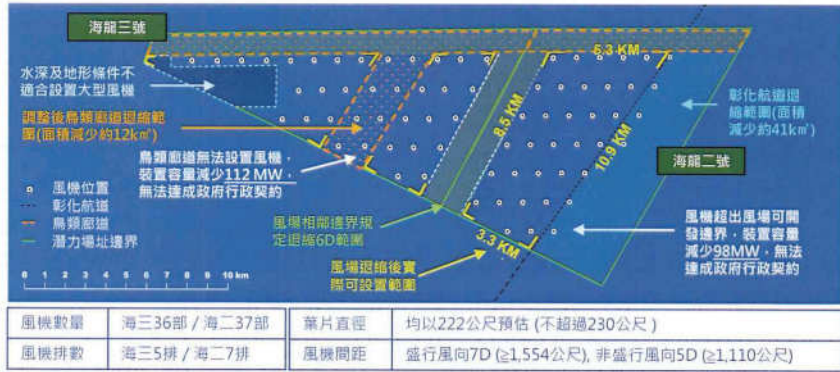 海龍三號
5.3 KM
水深及地形條件不
適合設置大型風機
彰化航道退
縮範圍(面積
減少約41k㎡)
調整後鳥類廊道退縮範
圍(面積減少約12k㎡)
8.5 KM
10.9 KM
海龍二號
鳥類廊道無法設置風機，
裝置容量減少112 MW，
無法達成政府行政契約
風機位置
彰化航道
鳥類廊道
潛力場址邊界
風場相鄰邊界規
定退縮6D範圍
3.3 KM
風機超出風場可開
發邊界，裝置容量
減少98MW, 無法
達成政府行政契約
風場退縮後實
際可設置範圍
0 1 2 3 4 5 6 7 8 9 10 km
風機數量 海三36部 / 海二37部 葉片直徑 均以222公尺預估 (不超過230公尺 )
風機排數 海三5排 / 海二7排 風機間距 盛行風向7D (≧1,554公尺), 非盛行風向5D (≧1,110公尺)